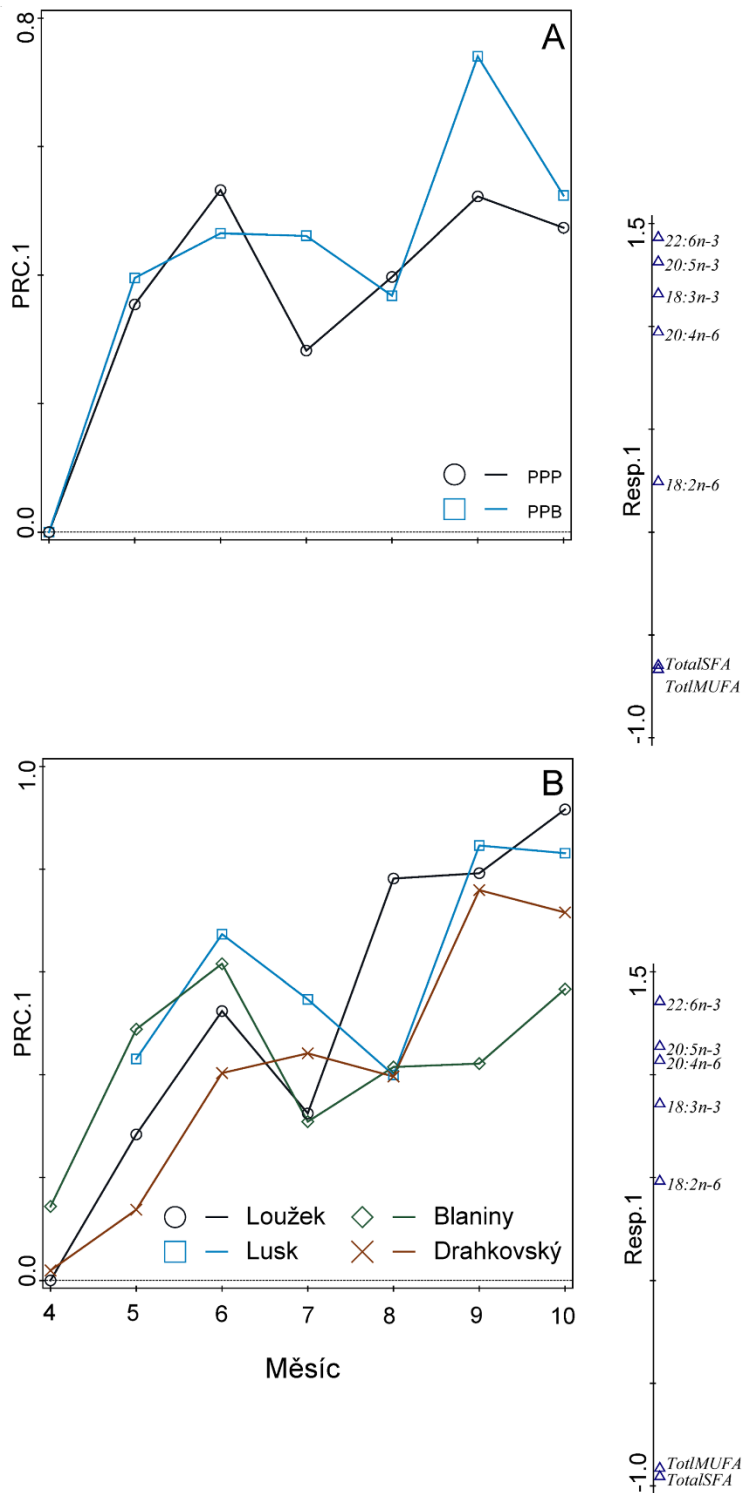 A
0.8
PRC.1
0.0
PPP
PPB
1.5
Resp.1
-1.0
22:6n-3
20:5n-3
18:3n-3
20:4n-6
18:2n-6
TotalSFA
TotlMUFA
B
1.0
PRC.1
0.0
Loužek
Blaniny
Lusk
Drahkovský
4 5 6 7 8 9 10
Měsíc
1.5
Resp.1
-1.0
22:6n-3
20:5n-3
20:4n-6
18:3n-3
18:2n-6
TotlMUFA
TotalSFA